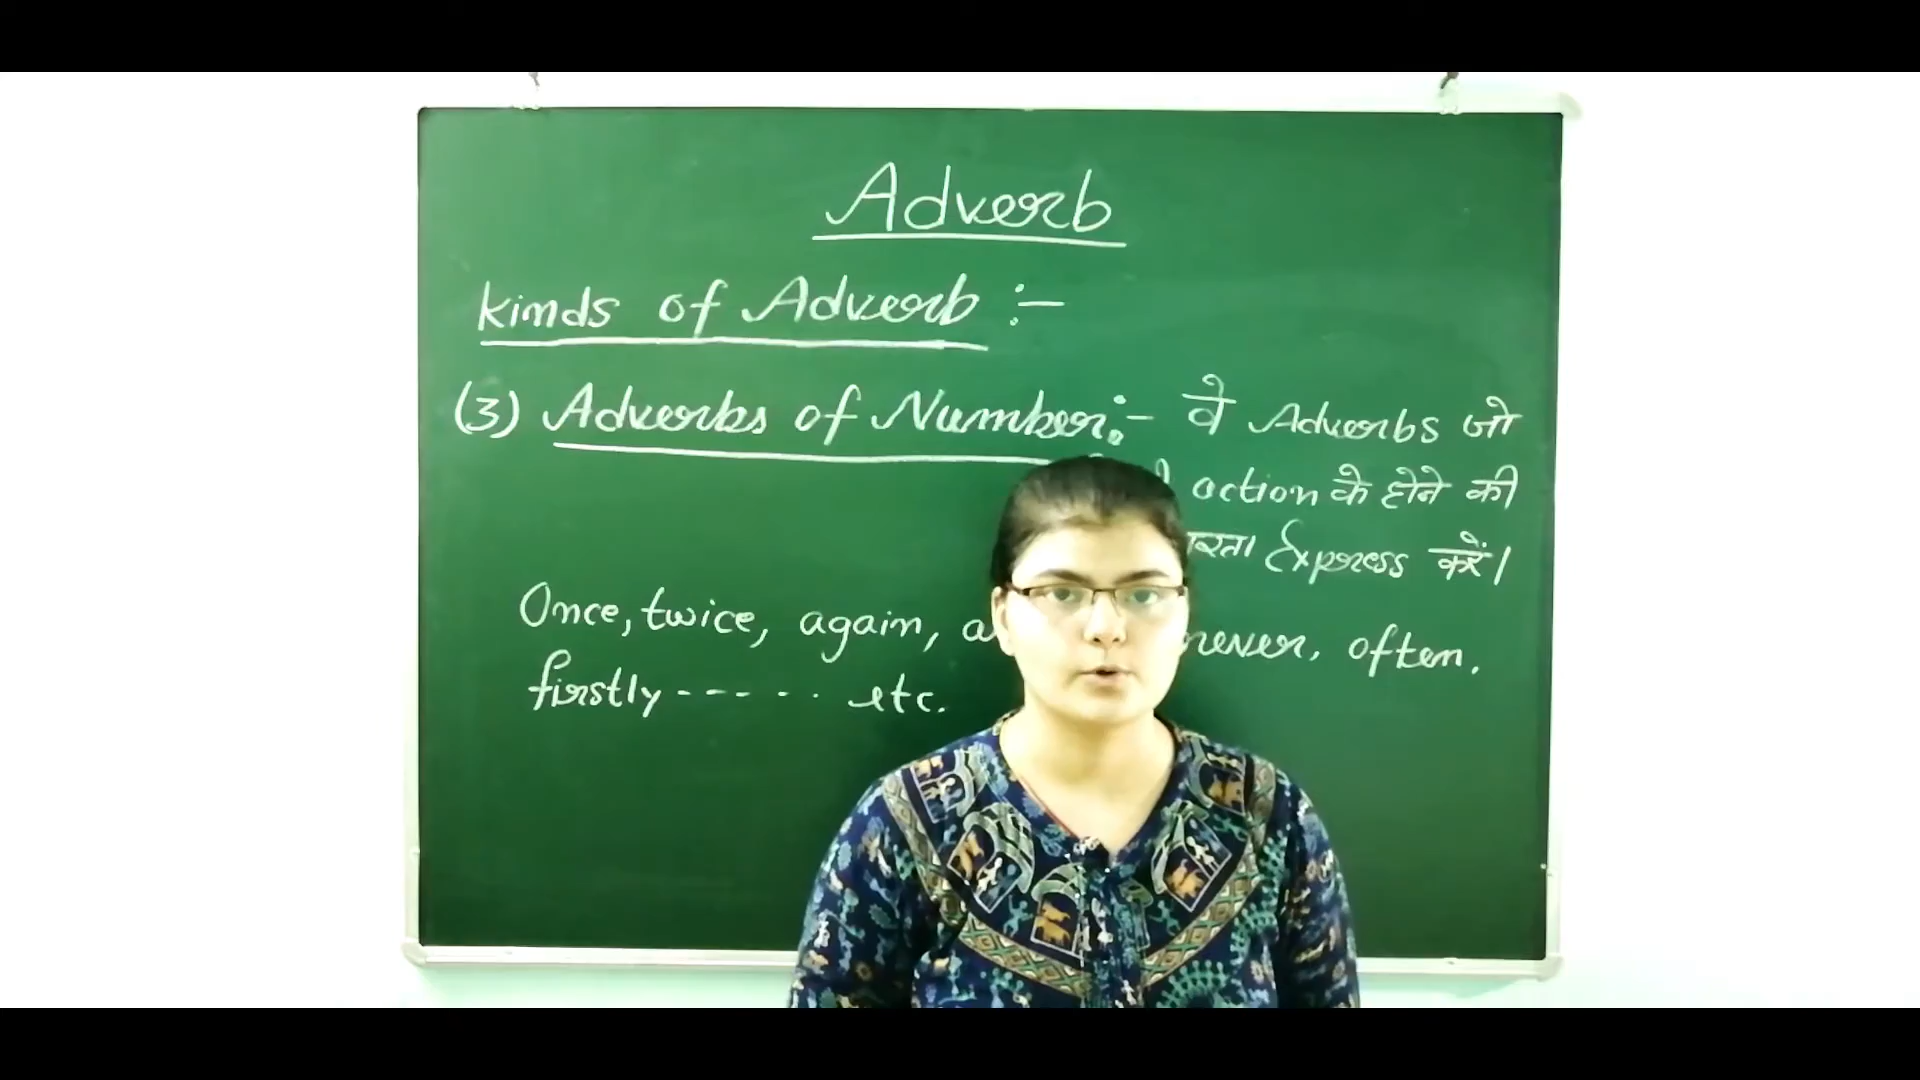 Adverb
Kinds of Adverb :-
(3) Adverbs of Number:- वे Adverbs जो
action के होने की
Express करें।
Once, twice, again, never, often.
firstly ------ etc.